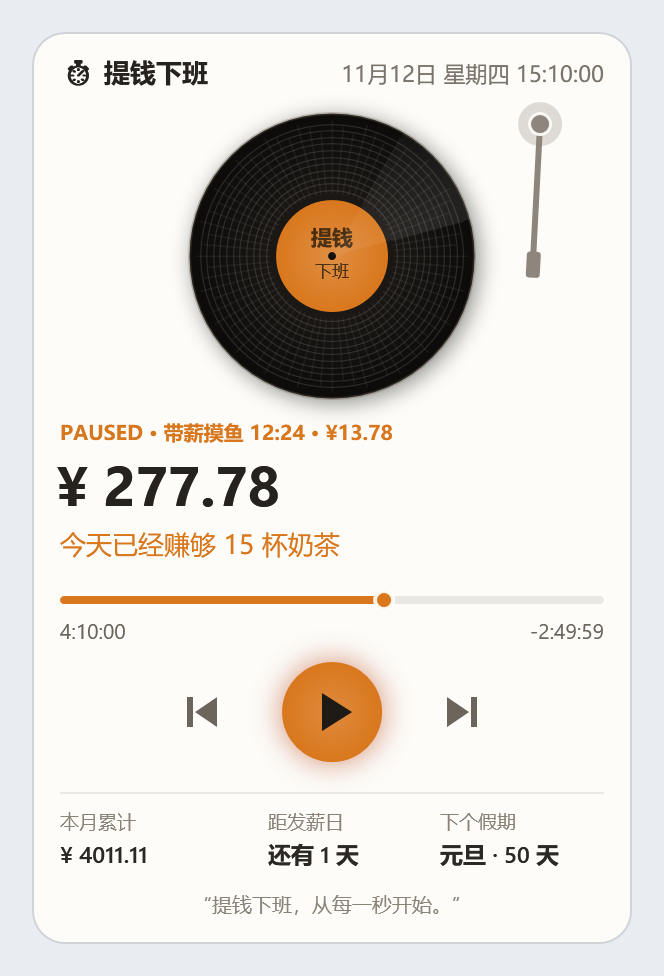 提钱下班
11月12日 星期四 15:10:00
提钱
下班
PAUSED • 带薪摸鱼 12:24 • ¥13.78
¥ 277.78
今天已经赚够 15 杯奶茶
4:10:00
-2:49:59
本月累计
距发薪日
下个假期
¥ 4011.11
还有 1 天
元旦 · 50 天
“提钱下班，从每一秒开始。”